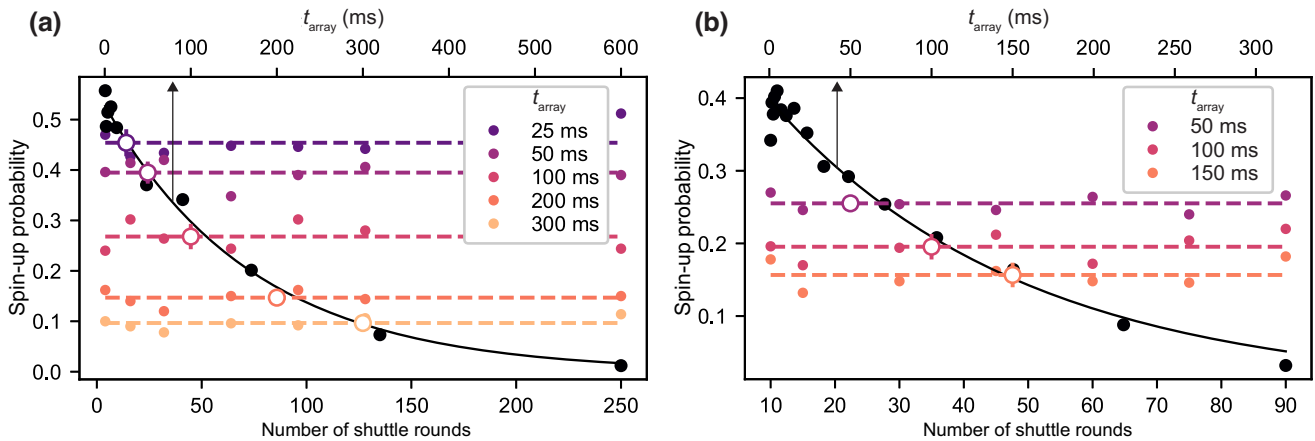 (a)
t_array (ms)
0 100 200 300 400 500 600
Spin-up probability
0.5
0.4
0.3
0.2
0.1
0.0
t_array
25 ms
50 ms
100 ms
200 ms
300 ms
0 50 100 150 200 250
Number of shuttle rounds
(b)
t_array (ms)
0 50 100 150 200 250 300
Spin-up probability
0.4
0.3
0.2
0.1
t_array
50 ms
100 ms
150 ms
10 20 30 40 50 60 70 80 90
Number of shuttle rounds